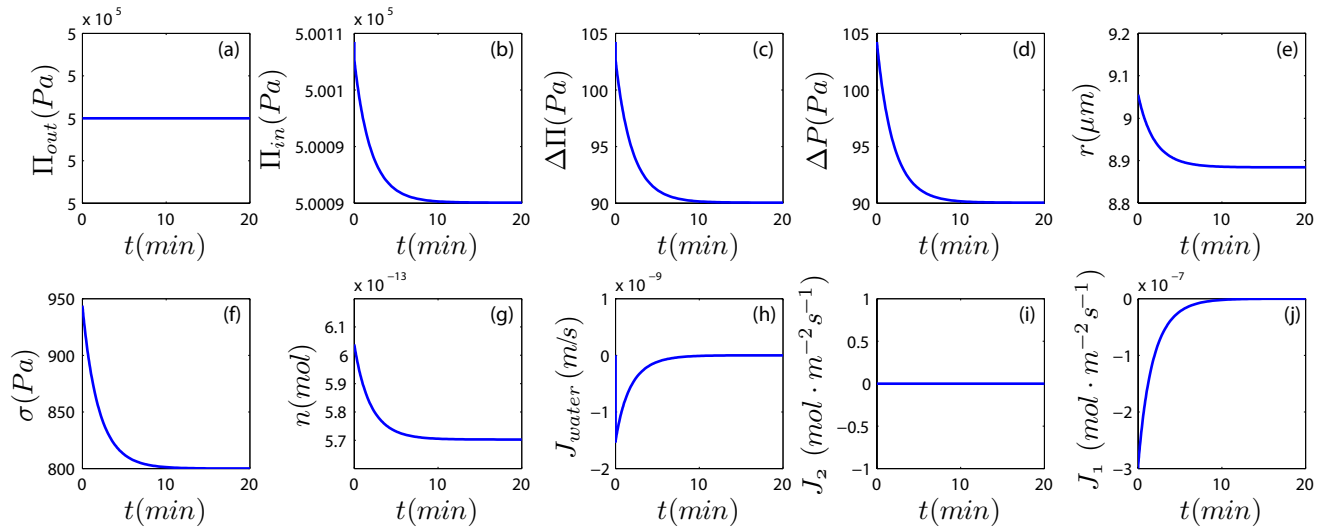 (a)
x 10 5
5
5
5
5
5
Π_out(Pa)
0 10 20
t(min)
(b)
x 10 5
5.0011
5.001
5.0009
5.0009
Π_in(Pa)
0 10 20
t(min)
(c)
105
100
95
90
ΔΠ(Pa)
0 10 20
t(min)
(d)
105
100
95
90
ΔP(Pa)
0 10 20
t(min)
(e)
9.2
9.1
9
8.9
8.8
r(μm)
0 10 20
t(min)
(f)
950
900
850
800
σ(Pa)
0 10 20
t(min)
(g)
x 10 −13
6.1
6
5.9
5.8
5.7
n(mol)
0 10 20
t(min)
(h)
x 10 −9
1
0
−1
−2
J_water(m/s)
0 10 20
t(min)
(i)
1
0.5
0
−0.5
−1
J_2 (mol · m^−2 s^−1)
0 10 20
t(min)
(j)
x 10 −7
0
−1
−2
−3
J_1 (mol · m^−2 s^−1)
0 10 20
t(min)